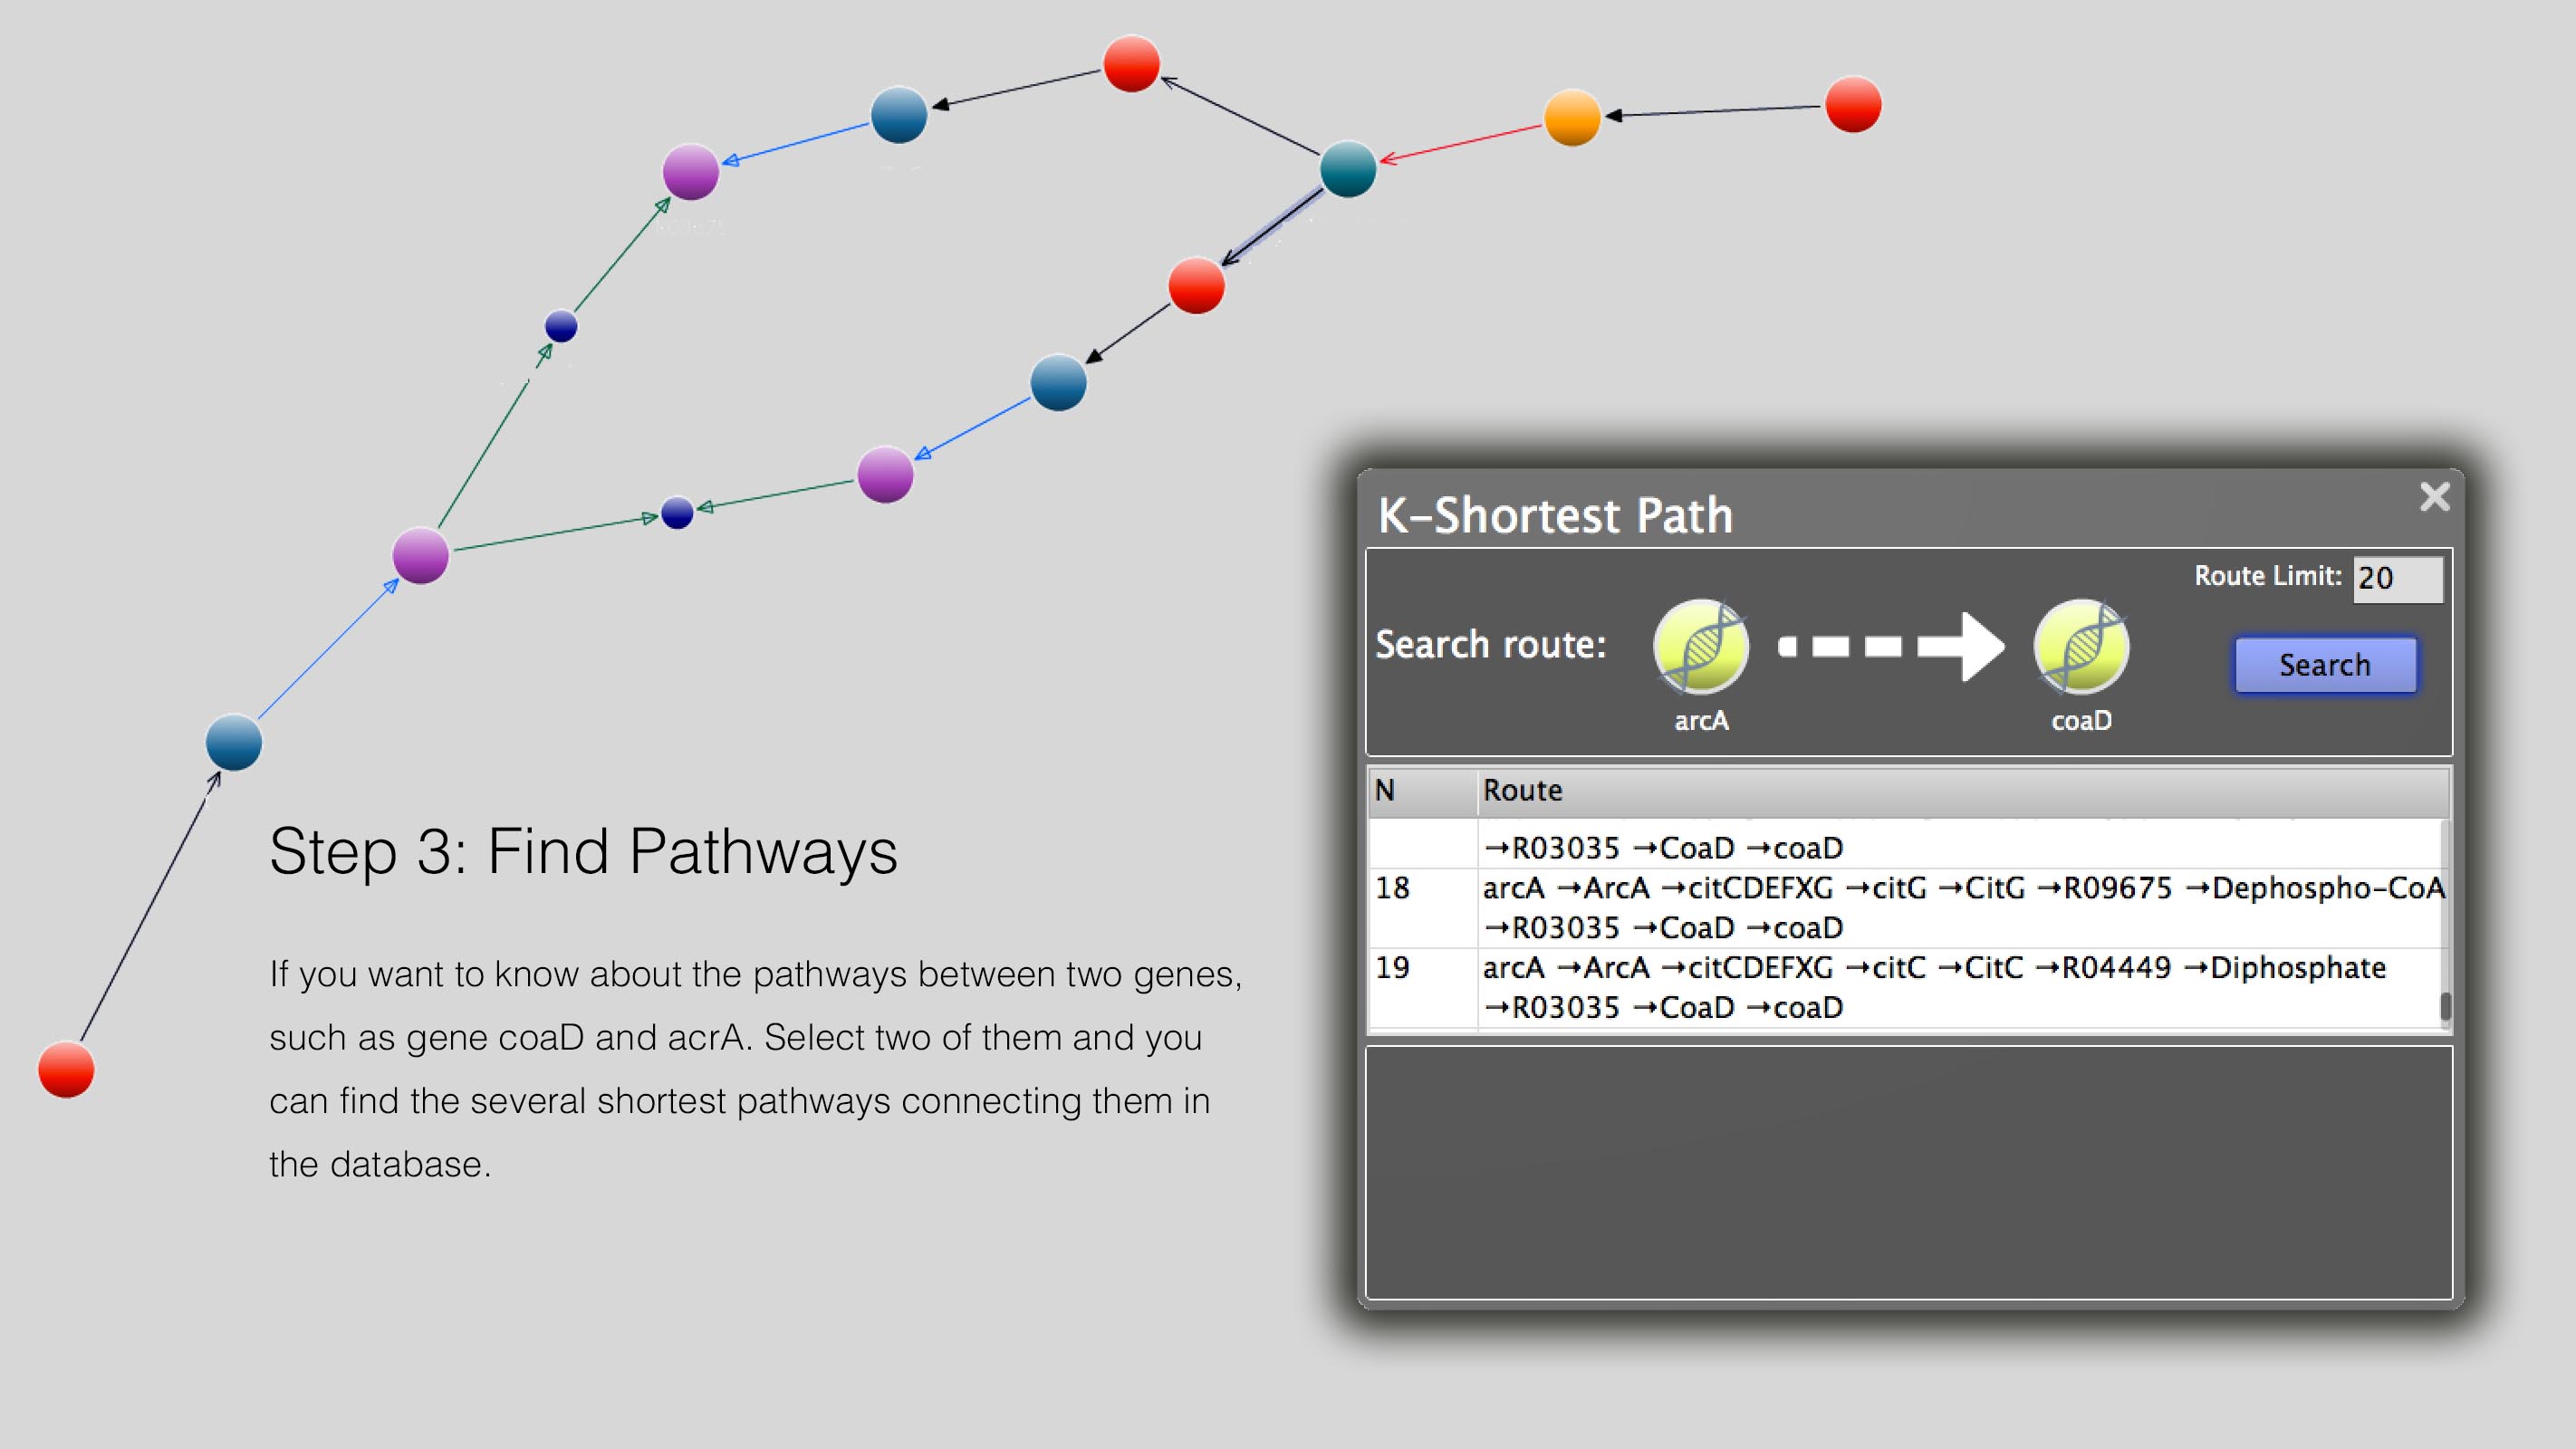 Step 3: Find Pathways
If you want to know about the pathways between two genes,
such as gene coaD and acrA. Select two of them and you
can find the several shortest pathways connecting them in
the database.
K-Shortest Path
Route Limit: 20
Search route:
Search
arcA
coaD
N Route
→R03035 →CoaD →coaD
18 arcA →ArcA →citCDEFXG →citG →CitG →R09675 →Dephospho-CoA
→R03035 →CoaD →coaD
19 arcA →ArcA →citCDEFXG →citC →CitC →R04449 →Diphosphate
→R03035 →CoaD →coaD